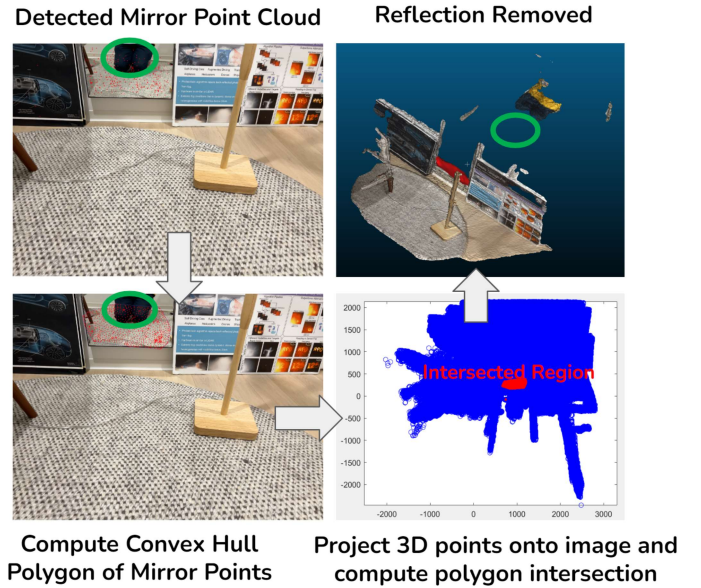 Detected Mirror Point Cloud
Reflection Removed
Compute Convex Hull
Polygon of Mirror Points
2000
1500
1000
500
0
-500
-1000
-1500
-2000
Intersected Region
-2000
-1000
0
1000
2000
3000
Project 3D points onto image and
compute polygon intersection